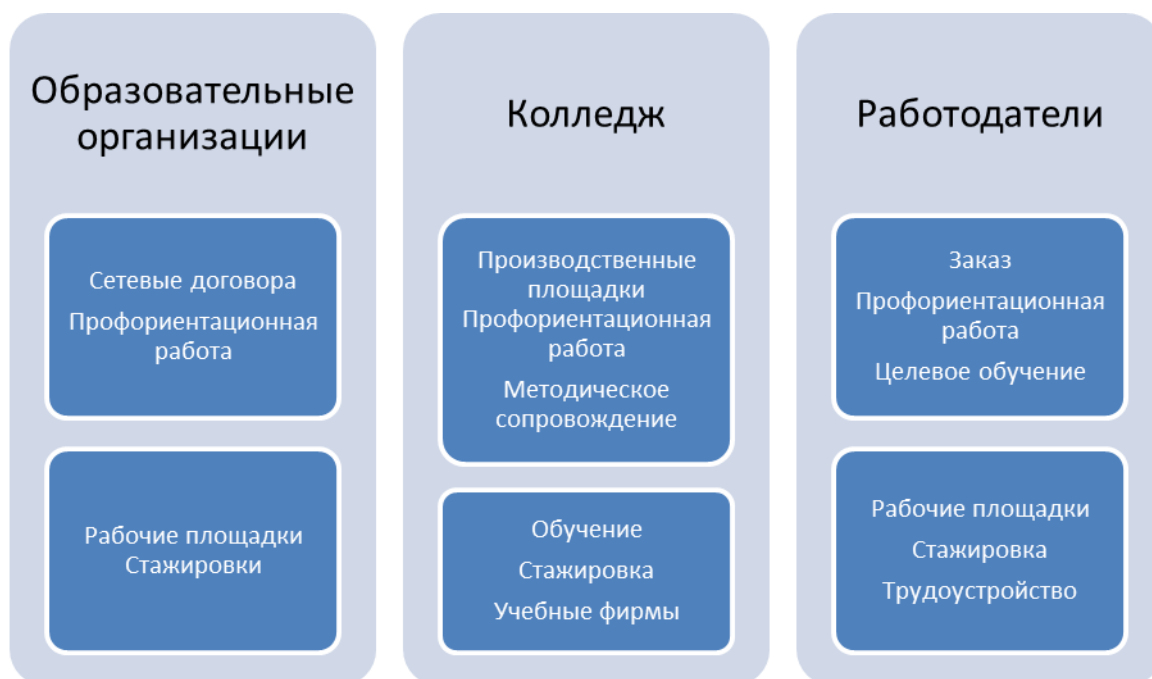 Образовательные
организации
Сетевые договора
Профориентационная
работа
Рабочие площадки
Стажировки
Колледж
Производственные
площадки
Профориентационная
работа
Методическое
сопровождение
Обучение
Стажировка
Учебные фирмы
Работодатели
Заказ
Профориентационная
работа
Целевое обучение
Рабочие площадки
Стажировка
Трудоустройство